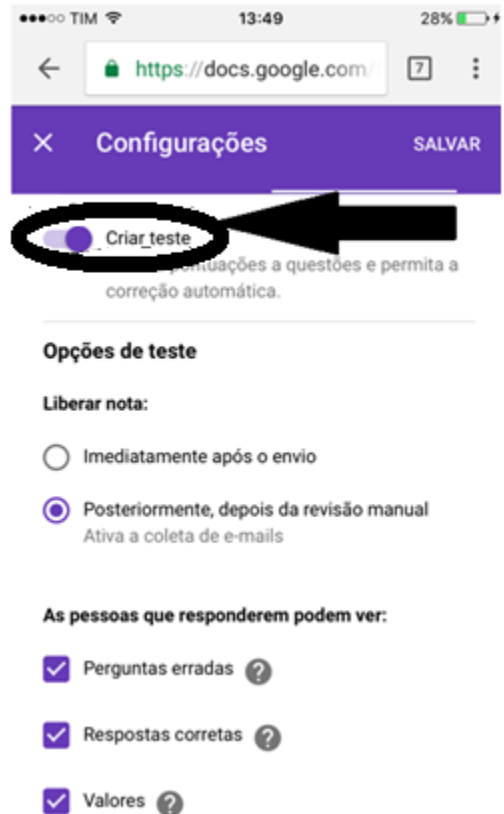 TIM 13:49 28%
https://docs.google.com/ 7
Configurações SALVAR
Criar teste
pontuações a questões e permita a
correção automática.
Opções de teste
Liberar nota:
Imediatamente após o envio
Posteriormente, depois da revisão manual
Ativa a coleta de e-mails
As pessoas que responderem podem ver:
Perguntas erradas ?
Respostas corretas ?
Valores ?